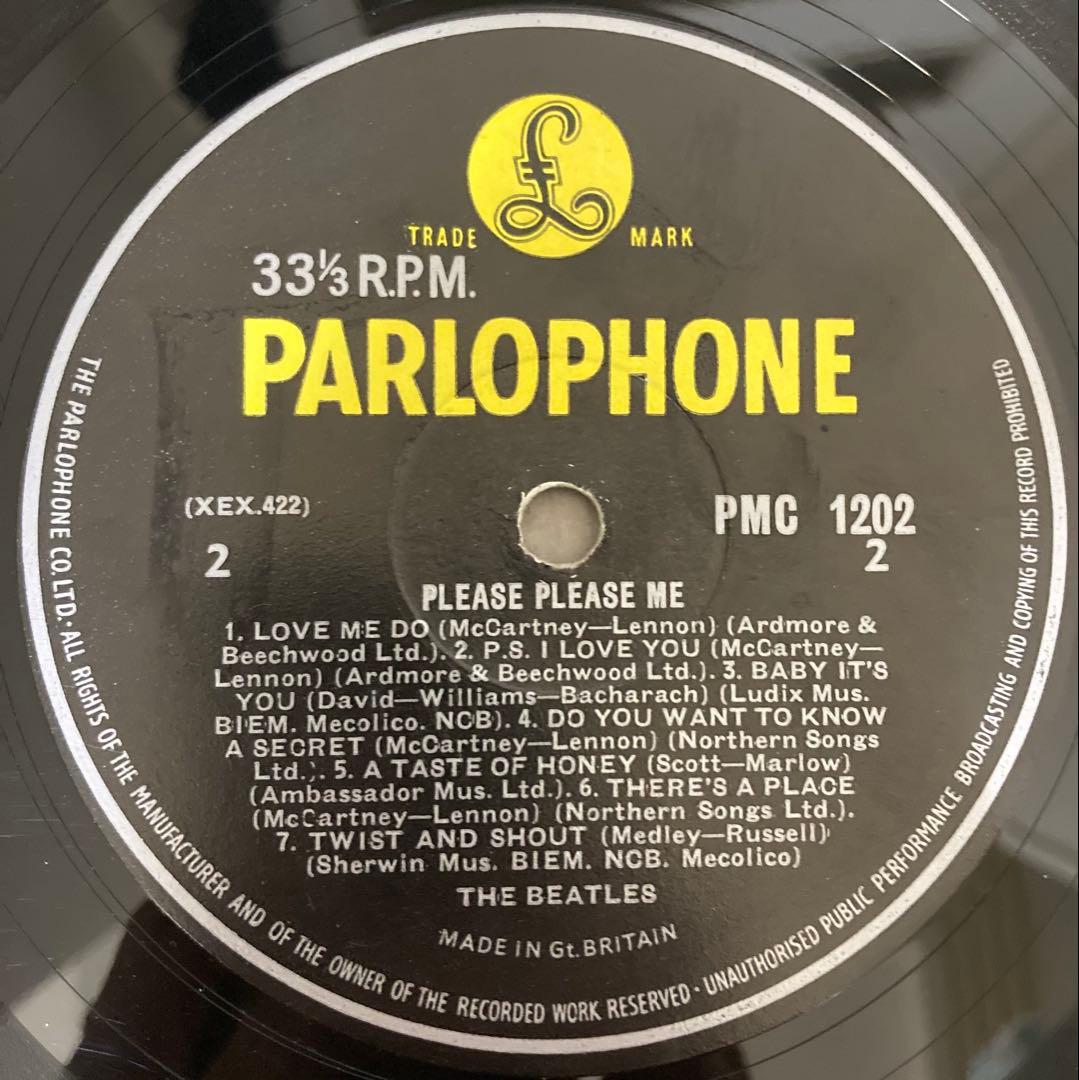 £
TRADE MARK
33⅓ R.P.M.
PARLOPHONE
(XEX.422)
PMC 1202
2
2
PLEASE PLEASE ME
1. LOVE ME DO (McCartney—Lennon) (Ardmore &
Beechwood Ltd.). 2. P.S. I LOVE YOU (McCartney—
Lennon) (Ardmore & Beechwood Ltd.). 3. BABY IT'S
YOU (David—Williams—Bacharach) (Ludix Mus.
BIEM. Mecolico. NCB). 4. DO YOU WANT TO KNOW
A SECRET (McCartney—Lennon) (Northern Songs
Ltd.). 5. A TASTE OF HONEY (Scott—Marlow)
(Ambassador Mus. Ltd.). 6. THERE'S A PLACE
(McCartney—Lennon) (Northern Songs Ltd.).
7. TWIST AND SHOUT (Medley—Russell)
(Sherwin Mus. BIEM. NCB. Mecolico)
THE BEATLES
MADE IN Gt. BRITAIN
THE PARLOPHONE CO. LTD. · ALL RIGHTS OF THE MANUFACTURER AND OF THE OWNER OF THE RECORDED WORK RESERVED · UNAUTHORISED PUBLIC PERFORMANCE BROADCASTING AND COPYING OF THIS RECORD PROHIBITED